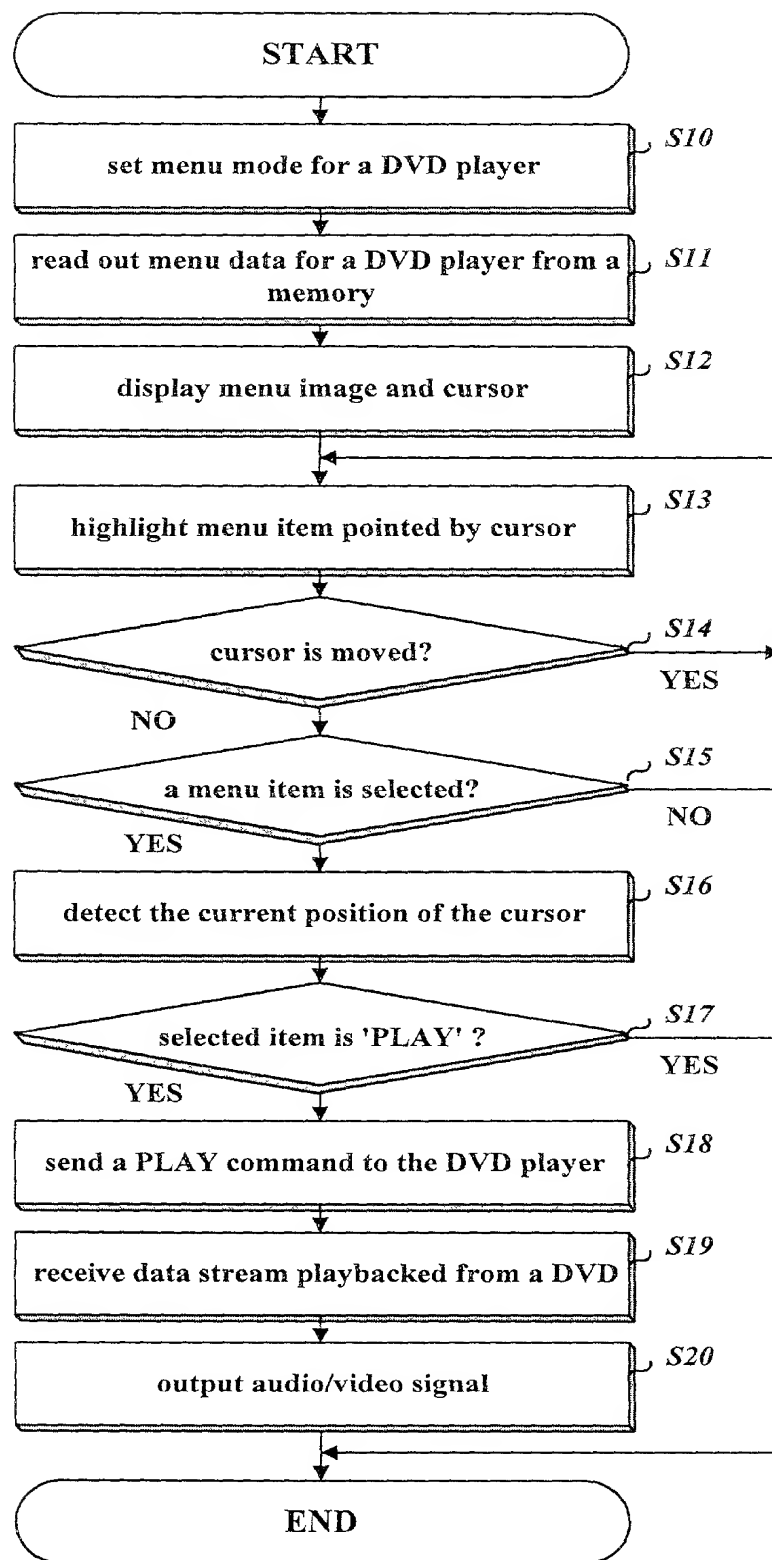 START
set menu mode for a DVD player
S10
read out menu data for a DVD player from a
memory
S11
display menu image and cursor
S12
highlight menu item pointed by cursor
S13
cursor is moved?
S14
YES
NO
a menu item is selected?
S15
NO
YES
detect the current position of the cursor
S16
selected item is 'PLAY' ?
S17
YES
YES
send a PLAY command to the DVD player
S18
receive data stream playbacked from a DVD
S19
output audio/video signal
S20
END